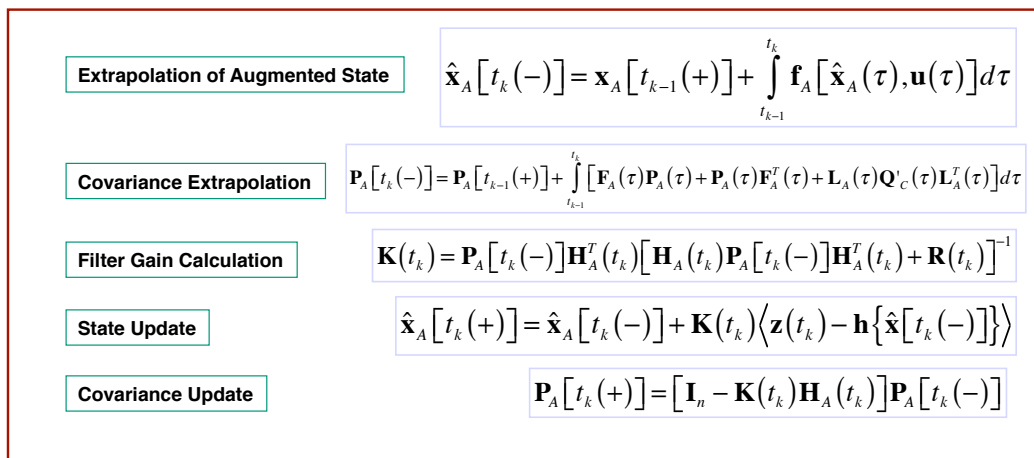 Extrapolation of Augmented State
x̂_A[t_k(−)] = x_A[t_{k−1}(+)] + ∫_{t_{k−1}}^{t_k} f_A[x̂_A(τ),u(τ)]dτ
Covariance Extrapolation
P_A[t_k(−)] = P_A[t_{k−1}(+)] + ∫_{t_{k−1}}^{t_k} [F_A(τ)P_A(τ) + P_A(τ)F_A^T(τ) + L_A(τ)Q'_C(τ)L_A^T(τ)]dτ
Filter Gain Calculation
K(t_k) = P_A[t_k(−)]H_A^T(t_k)[H_A(t_k)P_A[t_k(−)]H_A^T(t_k) + R(t_k)]^{−1}
State Update
x̂_A[t_k(+)] = x̂_A[t_k(−)] + K(t_k)⟨z(t_k) − h{x̂[t_k(−)]}⟩
Covariance Update
P_A[t_k(+)] = [I_n − K(t_k)H_A(t_k)]P_A[t_k(−)]